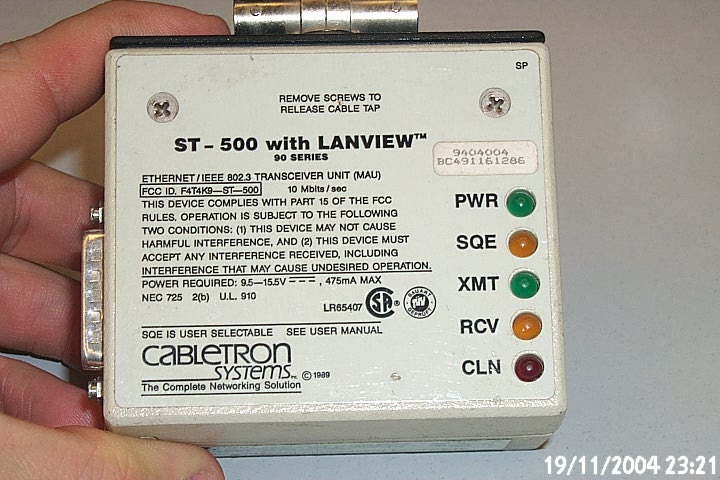 SP
REMOVE SCREWS TO
RELEASE CABLE TAP
ST-500 with LANVIEW™
90 SERIES
9404004
BC491161286
ETHERNET/IEEE 802.3 TRANSCEIVER UNIT (MAU)
FCC ID. F4T4K9-ST-500 10 Mbits/sec
THIS DEVICE COMPLIES WITH PART 15 OF THE FCC
RULES. OPERATION IS SUBJECT TO THE FOLLOWING
TWO CONDITIONS: (1) THIS DEVICE MAY NOT CAUSE
HARMFUL INTERFERENCE, AND (2) THIS DEVICE MUST
ACCEPT ANY INTERFERENCE RECEIVED, INCLUDING
INTERFERENCE THAT MAY CAUSE UNDESIRED OPERATION.
POWER REQUIRED: 9.5-15.5V , 475mA MAX
NEC 725 2(b) U.L. 910
LR65407 SA ®
SQE IS USER SELECTABLE SEE USER MANUAL
CABLETRON
SYSTEMS INC © 1989
The Complete Networking Solution
PWR
SQE
XMT
RCV
CLN
19/11/2004 23:21